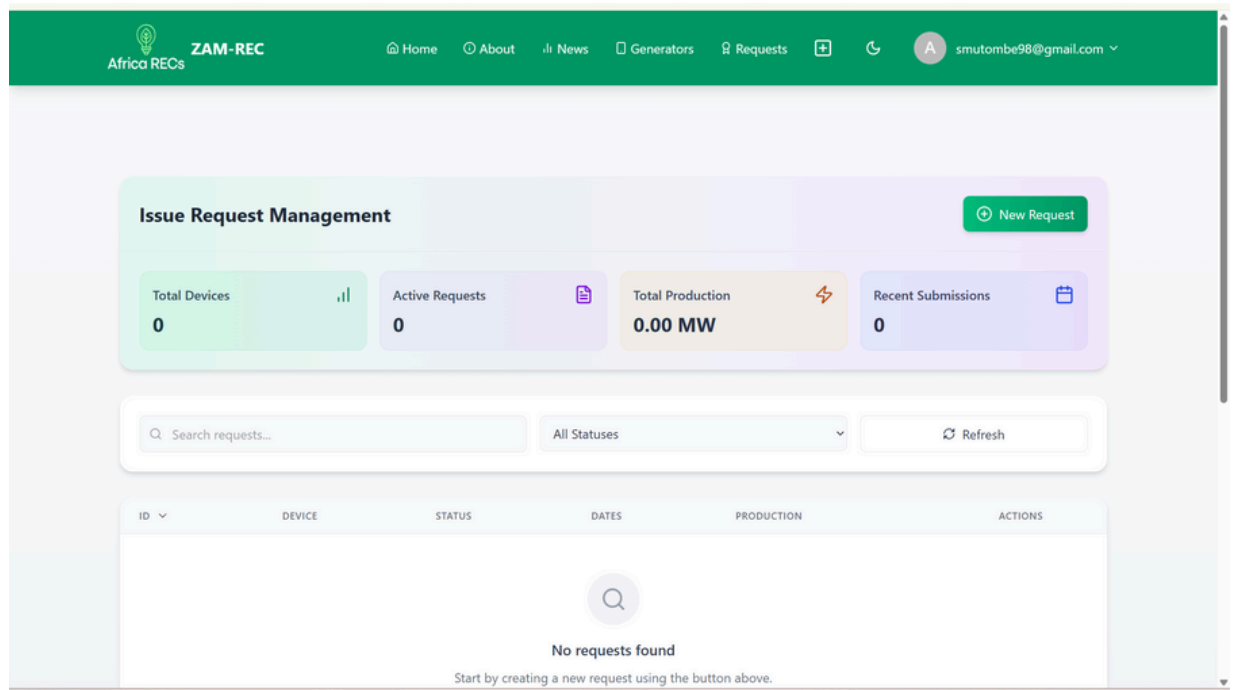 Africa RECs
ZAM-REC
Home
About
News
Generators
Requests
A
smutombe98@gmail.com
Issue Request Management
New Request
Total Devices
0
Active Requests
0
Total Production
0.00 MW
Recent Submissions
0
Search requests...
All Statuses
Refresh
ID DEVICE STATUS DATES PRODUCTION ACTIONS
No requests found
Start by creating a new request using the button above.